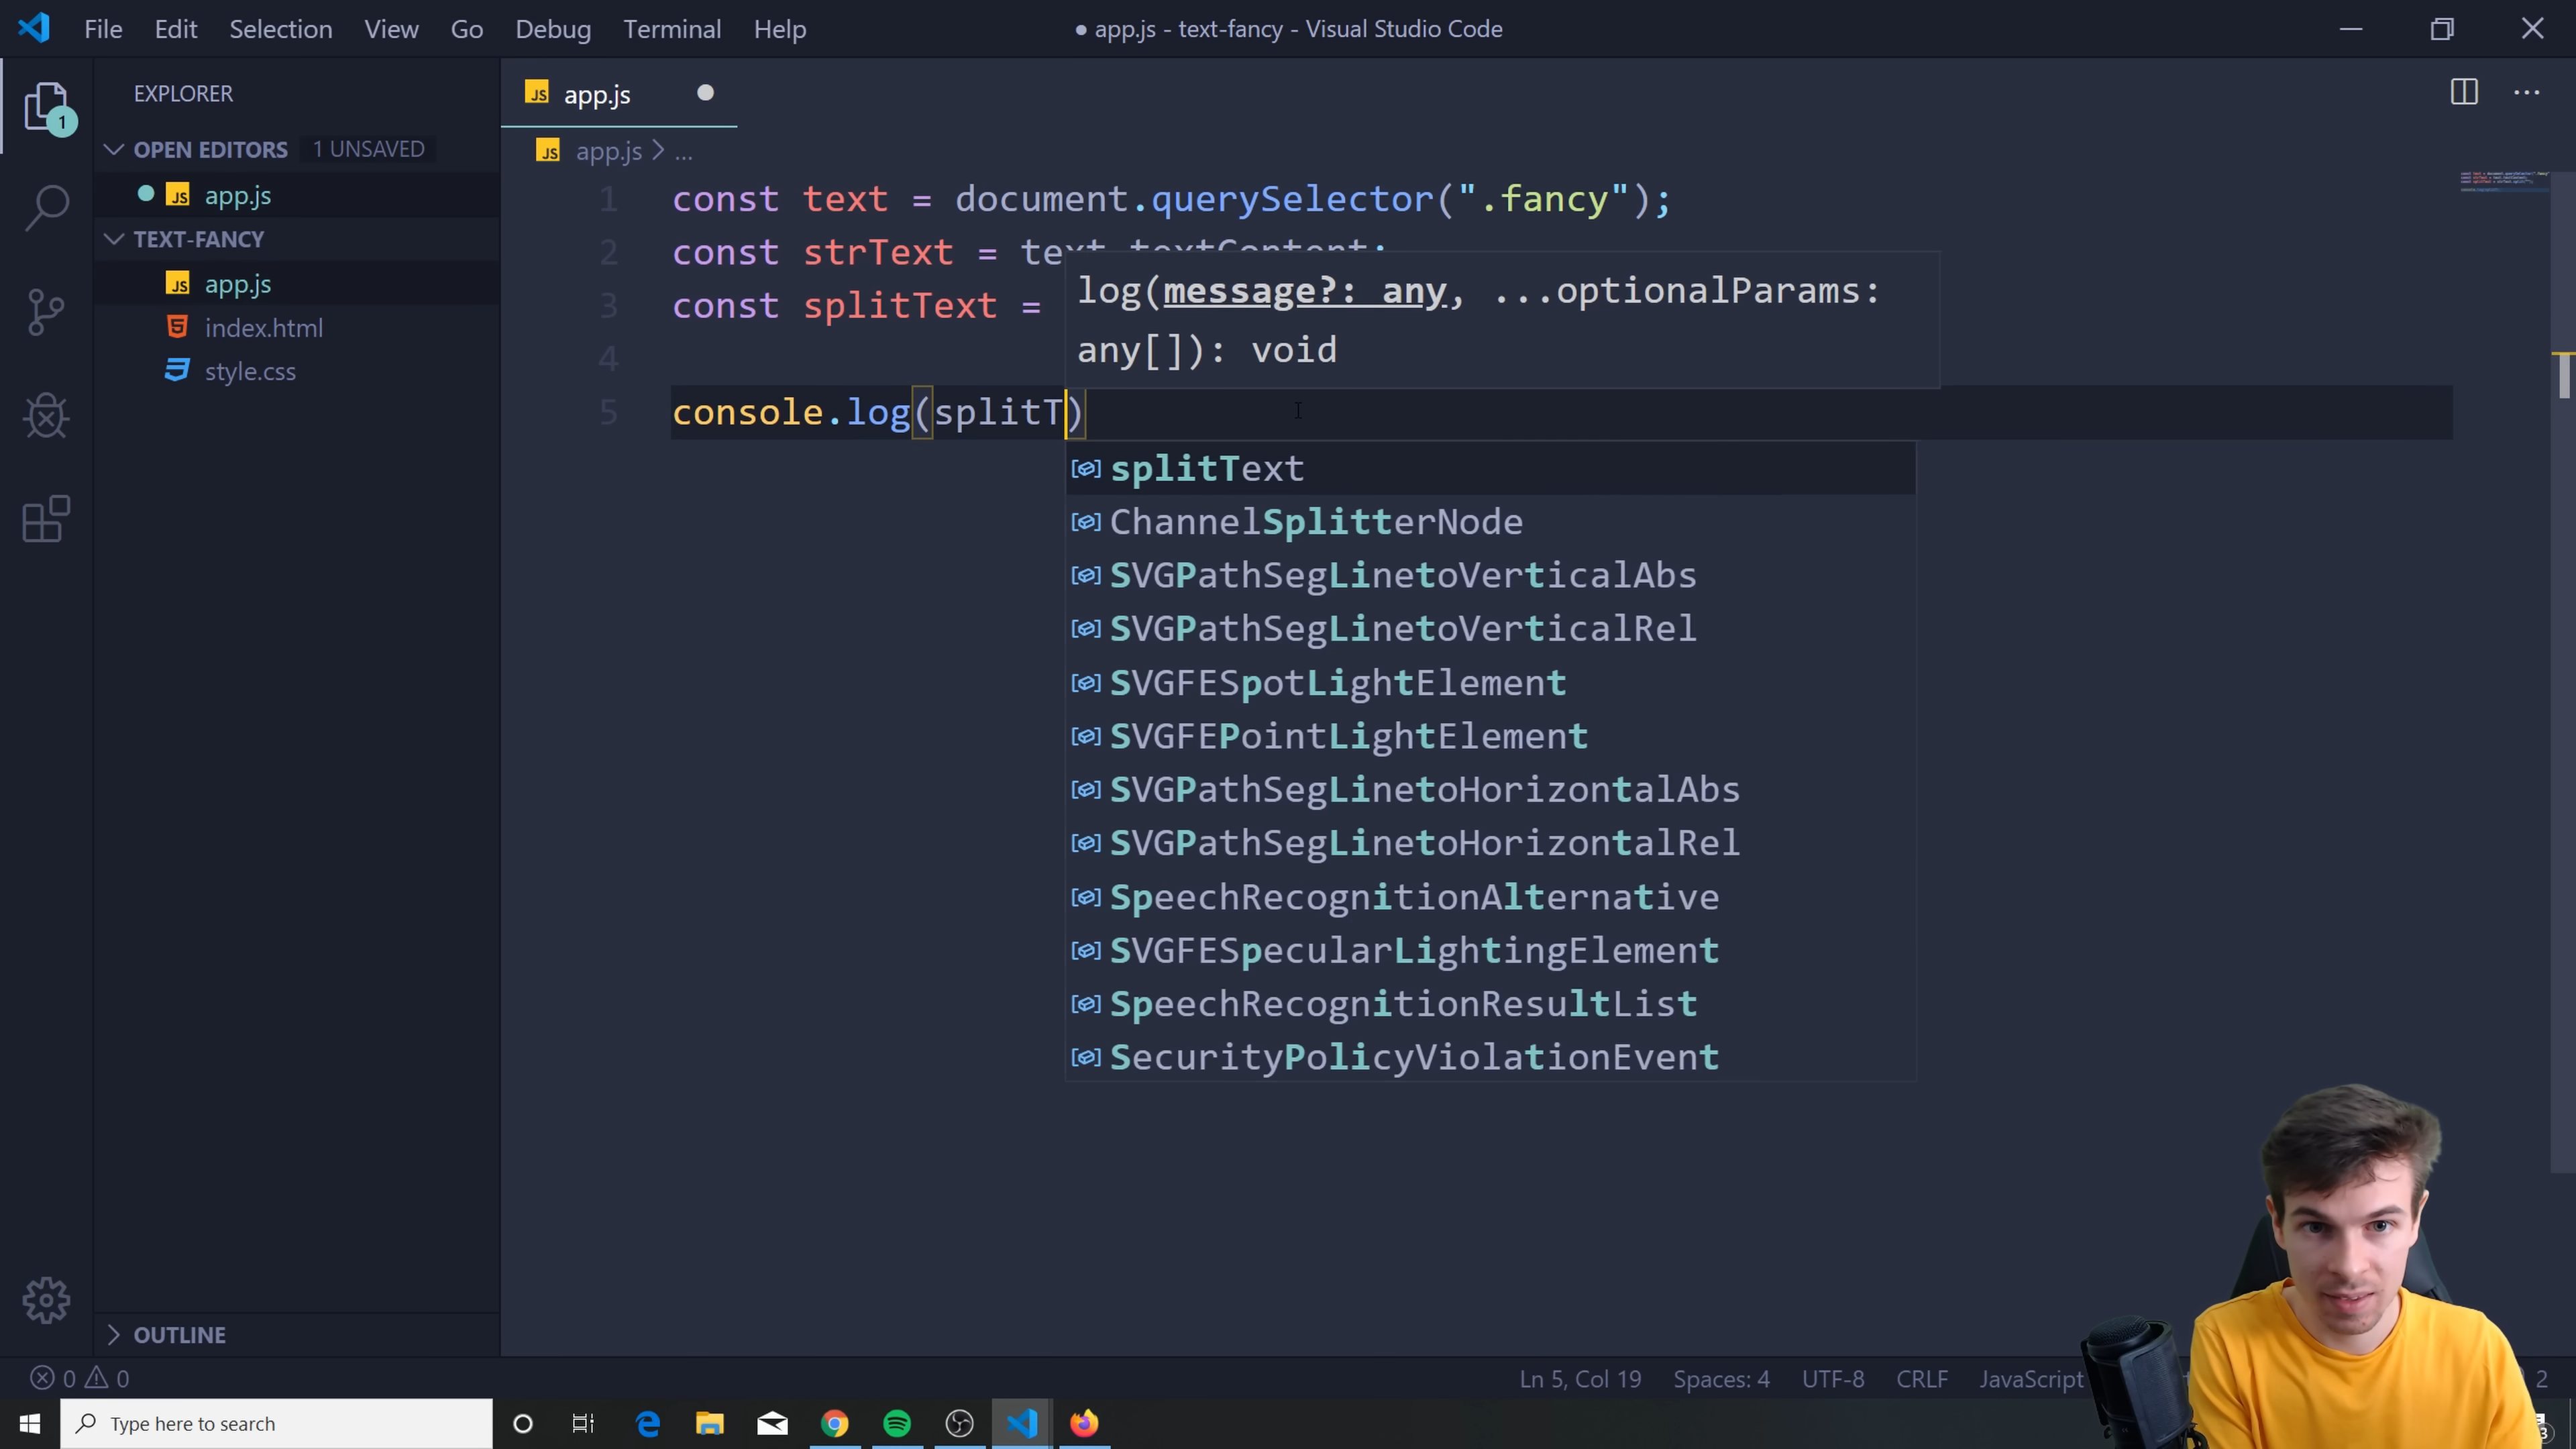 File Edit Selection View Go Debug Terminal Help
● app.js - text-fancy - Visual Studio Code
EXPLORER
1
OPEN EDITORS 1 UNSAVED
app.js
TEXT-FANCY
app.js
index.html
style.css
OUTLINE
app.js
app.js > ...
1 const text = document.querySelector(".fancy");
2 const strText = text.textContent;
3 const splitText =
4
5 console.log(splitT)
log(message?: any, ...optionalParams:
any[]): void
splitText
ChannelSplitterNode
SVGPathSegLinetoVerticalAbs
SVGPathSegLinetoVerticalRel
SVGFESpotLightElement
SVGFEPointLightElement
SVGPathSegLinetoHorizontalAbs
SVGPathSegLinetoHorizontalRel
SpeechRecognitionAlternative
SVGFESpecularLightingElement
SpeechRecognitionResultList
SecurityPolicyViolationEvent
0 0
Ln 5, Col 19 Spaces: 4 UTF-8 CRLF JavaScript 2
Type here to search